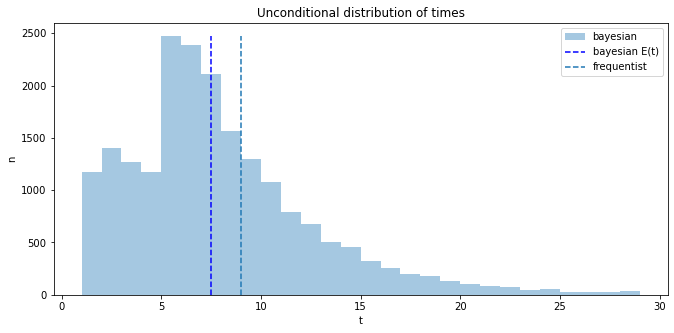 Unconditional distribution of times
bayesian
bayesian E(t)
frequentist
2500
2000
1500
1000
500
0
n
0 5 10 15 20 25 30
t